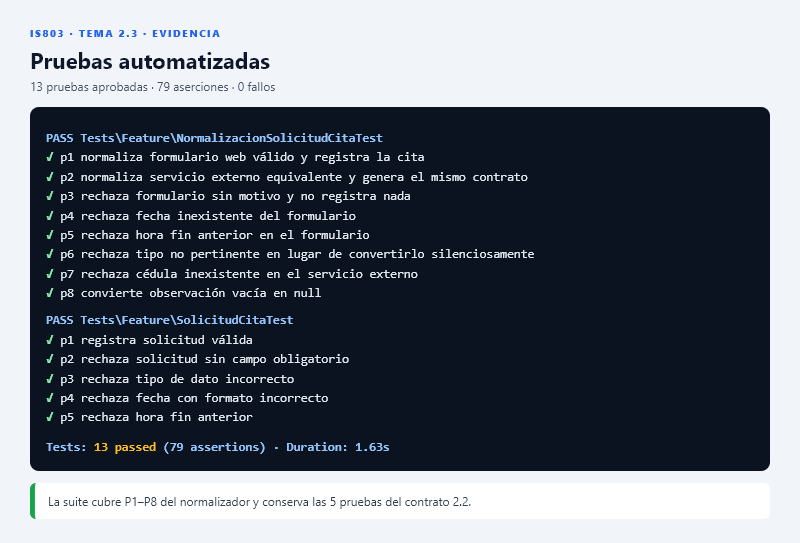 IS803 · TEMA 2.3 · EVIDENCIA
Pruebas automatizadas
13 pruebas aprobadas · 79 aserciones · 0 fallos
PASS Tests\Feature\NormalizacionSolicitudCitaTest
✓ p1 normaliza formulario web válido y registra la cita
✓ p2 normaliza servicio externo equivalente y genera el mismo contrato
✓ p3 rechaza formulario sin motivo y no registra nada
✓ p4 rechaza fecha inexistente del formulario
✓ p5 rechaza hora fin anterior en el formulario
✓ p6 rechaza tipo no pertinente en lugar de convertirlo silenciosamente
✓ p7 rechaza cédula inexistente en el servicio externo
✓ p8 convierte observación vacía en null
PASS Tests\Feature\SolicitudCitaTest
✓ p1 registra solicitud válida
✓ p2 rechaza solicitud sin campo obligatorio
✓ p3 rechaza tipo de dato incorrecto
✓ p4 rechaza fecha con formato incorrecto
✓ p5 rechaza hora fin anterior
Tests: 13 passed (79 assertions) · Duration: 1.63s
La suite cubre P1–P8 del normalizador y conserva las 5 pruebas del contrato 2.2.